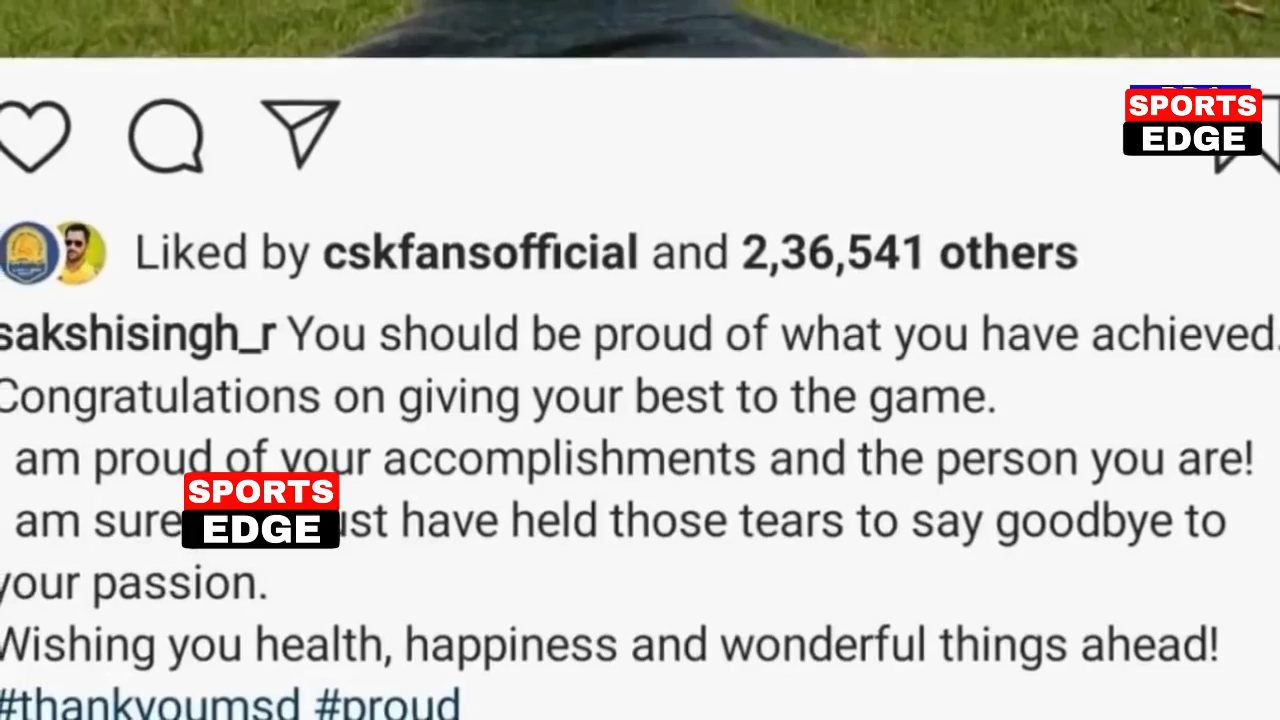 SPORTS
EDGE
Liked by cskfansofficial and 2,36,541 others
sakshisingh_r You should be proud of what you have achieved.
Congratulations on giving your best to the game.
am proud of your accomplishments and the person you are!
am sure ust have held those tears to say goodbye to
SPORTS
EDGE
your passion.
Wishing you health, happiness and wonderful things ahead!
#thankyoumsd #proud